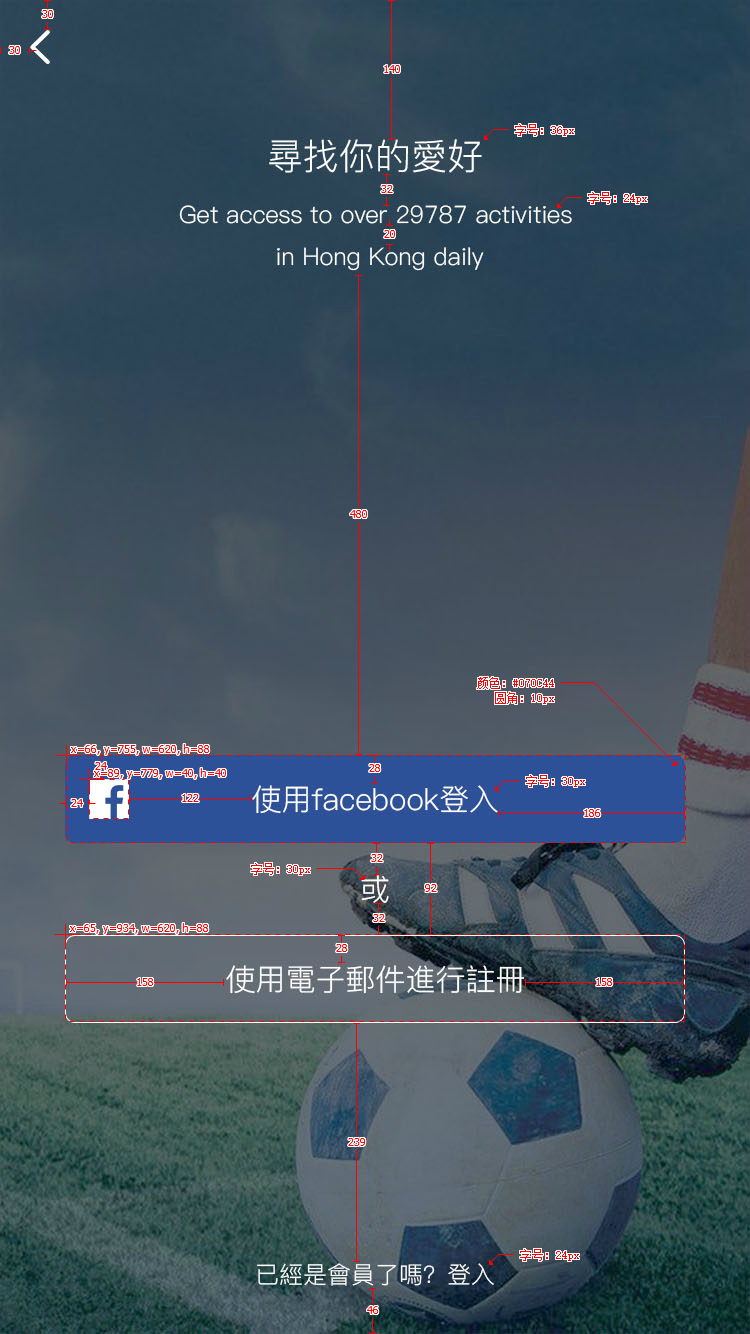 30
30
140
尋找你的愛好
字号: 36px
32
字号: 24px
Get access to over 29787 activities
20
in Hong Kong daily
480
颜色: #070C44
圆角: 10px
x=66, y=755, w=620, h=88
24
x=89, y=779, w=40, h=40
28
字号: 30px
24
f
122
使用facebook登入
186
32
字号: 30px
或
92
32
x=65, y=934, w=620, h=88
28
158
使用電子郵件進行註冊
158
239
字号: 24px
已經是會員了嗎？登入
46